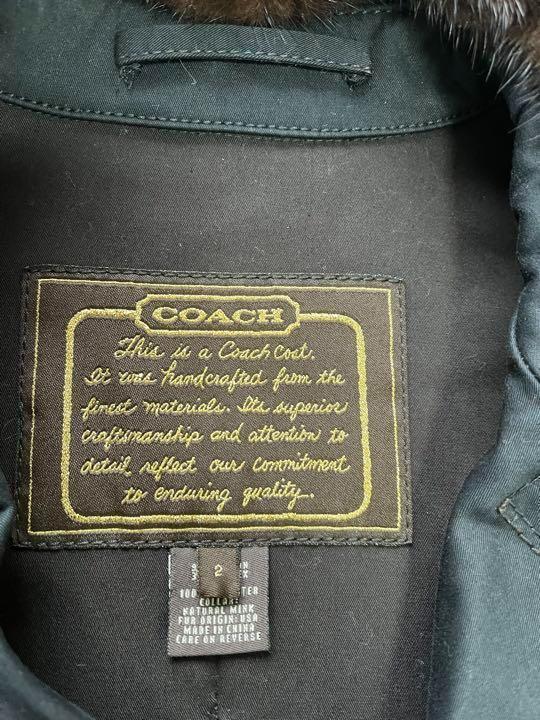 COACH
This is a Coach Coat.
It was handcrafted from the
finest materials. Its superior
craftsmanship and attention to
detail reflect our commitment
to enduring quality.
2
100
COLLAR:
NATURAL MINK
FUR ORIGIN: USA
MADE IN CHINA
CARE ON REVERSE